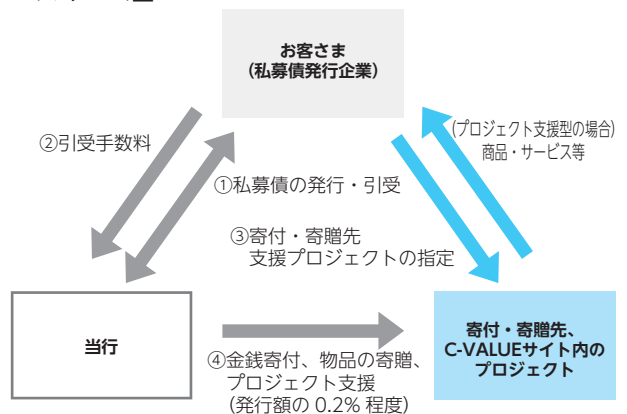 お客さま
（私募債発行企業）
②引受手数料
(プロジェクト支援型の場合)
商品・サービス等
①私募債の発行・引受
③寄付・寄贈先
支援プロジェクトの指定
当行
寄付・寄贈先、
C-VALUEサイト内の
プロジェクト
④金銭寄付、物品の寄贈、
プロジェクト支援
（発行額の 0.2% 程度）